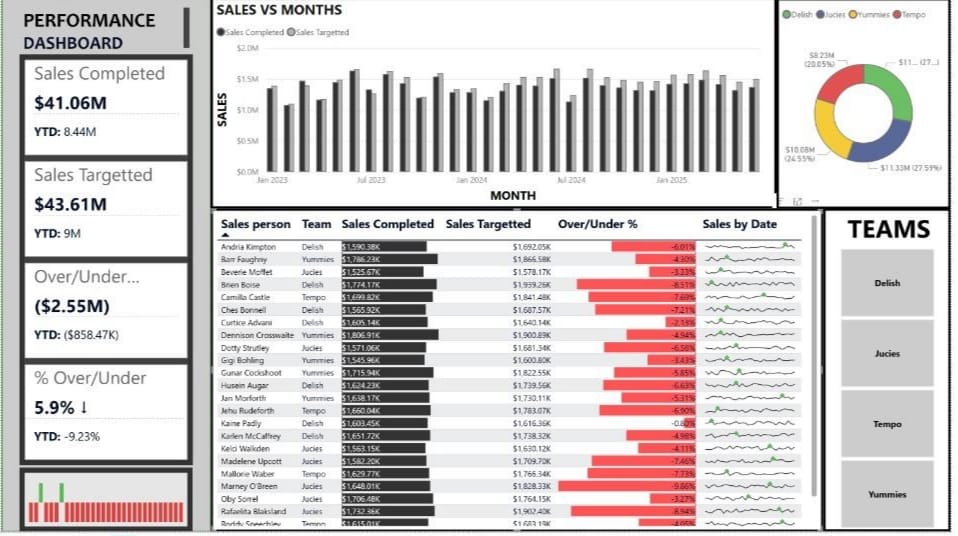 PERFORMANCE
DASHBOARD
Sales Completed
$41.06M
YTD: 8.44M
Sales Targetted
$43.61M
YTD: 9M
Over/Under...
($2.55M)
YTD: ($858.47K)
% Over/Under
5.9% ↓
YTD: -9.23%
SALES VS MONTHS
Sales Completed Sales Targetted
SALES
$2.0M
$1.5M
$1.0M
$0.5M
$0.0M
Jan 2023 Jul 2023 Jan 2024 Jul 2024 Jan 2025
MONTH
Delish Jucies Yummies Tempo
$8.23M
(20.05%)
$11... (27...)
$10.08M
(24.55%)
$11.33M (27.59%)
Sales person Team Sales Completed Sales Targetted Over/Under % Sales by Date
Andria Kimpton Delish $1,590.38K $1,692.05K -6.01%
Barr Faughny Yummies $1,786.23K $1,866.58K -4.30%
Beverie Moffet Jucies $1,525.67K $1,578.17K -3.33%
Brien Boise Delish $1,774.17K $1,939.26K -8.51%
Camilla Castle Tempo $1,699.82K $1,841.48K -7.69%
Ches Bonnell Delish $1,565.92K $1,687.57K -7.21%
Curtice Advani Delish $1,605.14K $1,640.14K -2.13%
Dennison Crosswaite Yummies $1,806.91K $1,900.89K -4.94%
Dotty Strutley Jucies $1,571.06K $1,681.34K -6.56%
Gigi Bohling Yummies $1,545.96K $1,600.80K -3.43%
Gunar Cockshoot Yummies $1,715.94K $1,822.55K -5.85%
Husein Augar Delish $1,624.23K $1,739.56K -6.63%
Jan Morforth Yummies $1,638.17K $1,730.11K -5.31%
Jehu Rudeforth Tempo $1,660.04K $1,783.07K -6.90%
Kaine Padly Delish $1,603.45K $1,616.36K -0.80%
Karlen McCaffrey Delish $1,651.72K $1,738.32K -4.98%
Kelci Walkden Jucies $1,563.15K $1,630.12K -4.11%
Madelene Upcott Jucies $1,582.20K $1,709.70K -7.46%
Mallorie Waber Tempo $1,629.77K $1,766.34K -7.73%
Marney O'Breen Jucies $1,648.01K $1,828.33K -9.86%
Oby Sorrel Jucies $1,706.48K $1,764.15K -3.27%
Rafaelita Blaksland Jucies $1,732.36K $1,902.40K -8.94%
Roddy Speechley Tempo $1,615.01K $1,683.19K -4.05%
TEAMS
Delish
Jucies
Tempo
Yummies